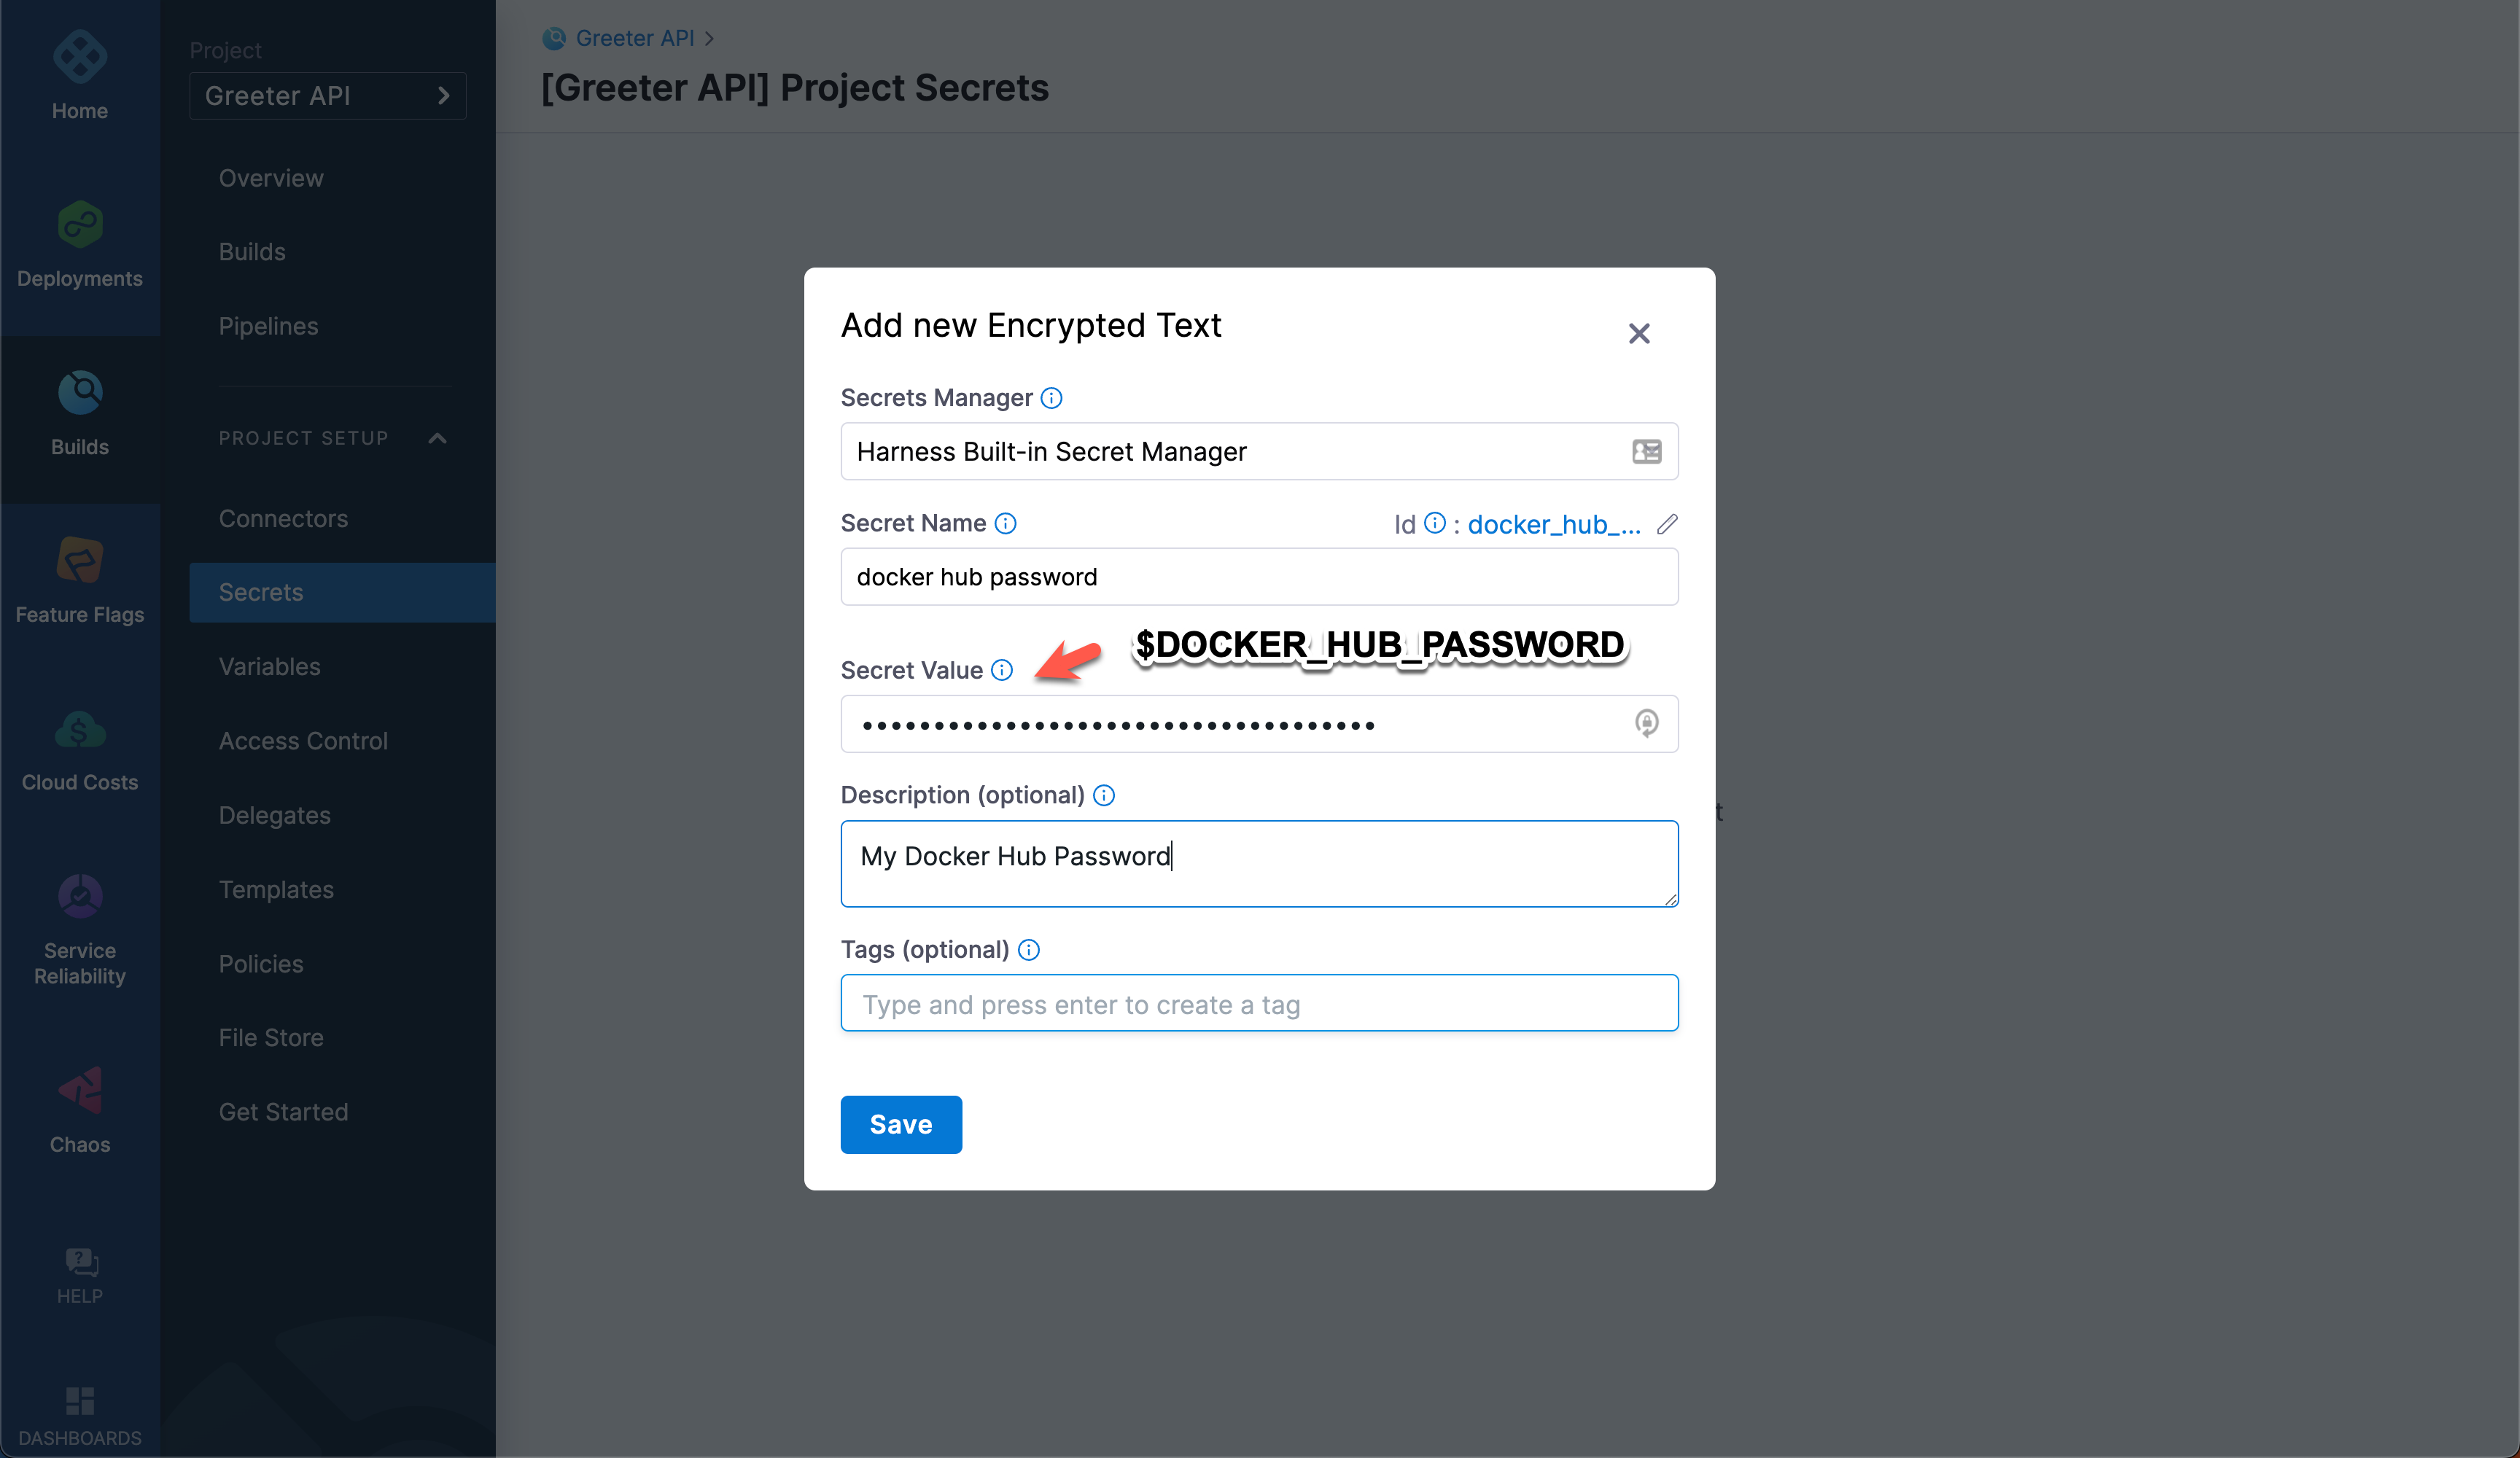 Home
Deployments
Builds
Feature Flags
Cloud Costs
Service
Reliability
Chaos
HELP
DASHBOARDS
Project
Greeter API
Overview
Builds
Pipelines
PROJECT SETUP
Connectors
Secrets
Variables
Access Control
Delegates
Templates
Policies
File Store
Get Started
Greeter API
[Greeter API] Project Secrets
Add new Encrypted Text
Secrets Manager
Harness Built-in Secret Manager
Secret Name
Id : docker_hub_...
docker hub password
$DOCKER_HUB_PASSWORD
Secret Value
••••••••••••••••••••••••••••••••••••
Description (optional)
My Docker Hub Password
Tags (optional)
Type and press enter to create a tag
Save
t